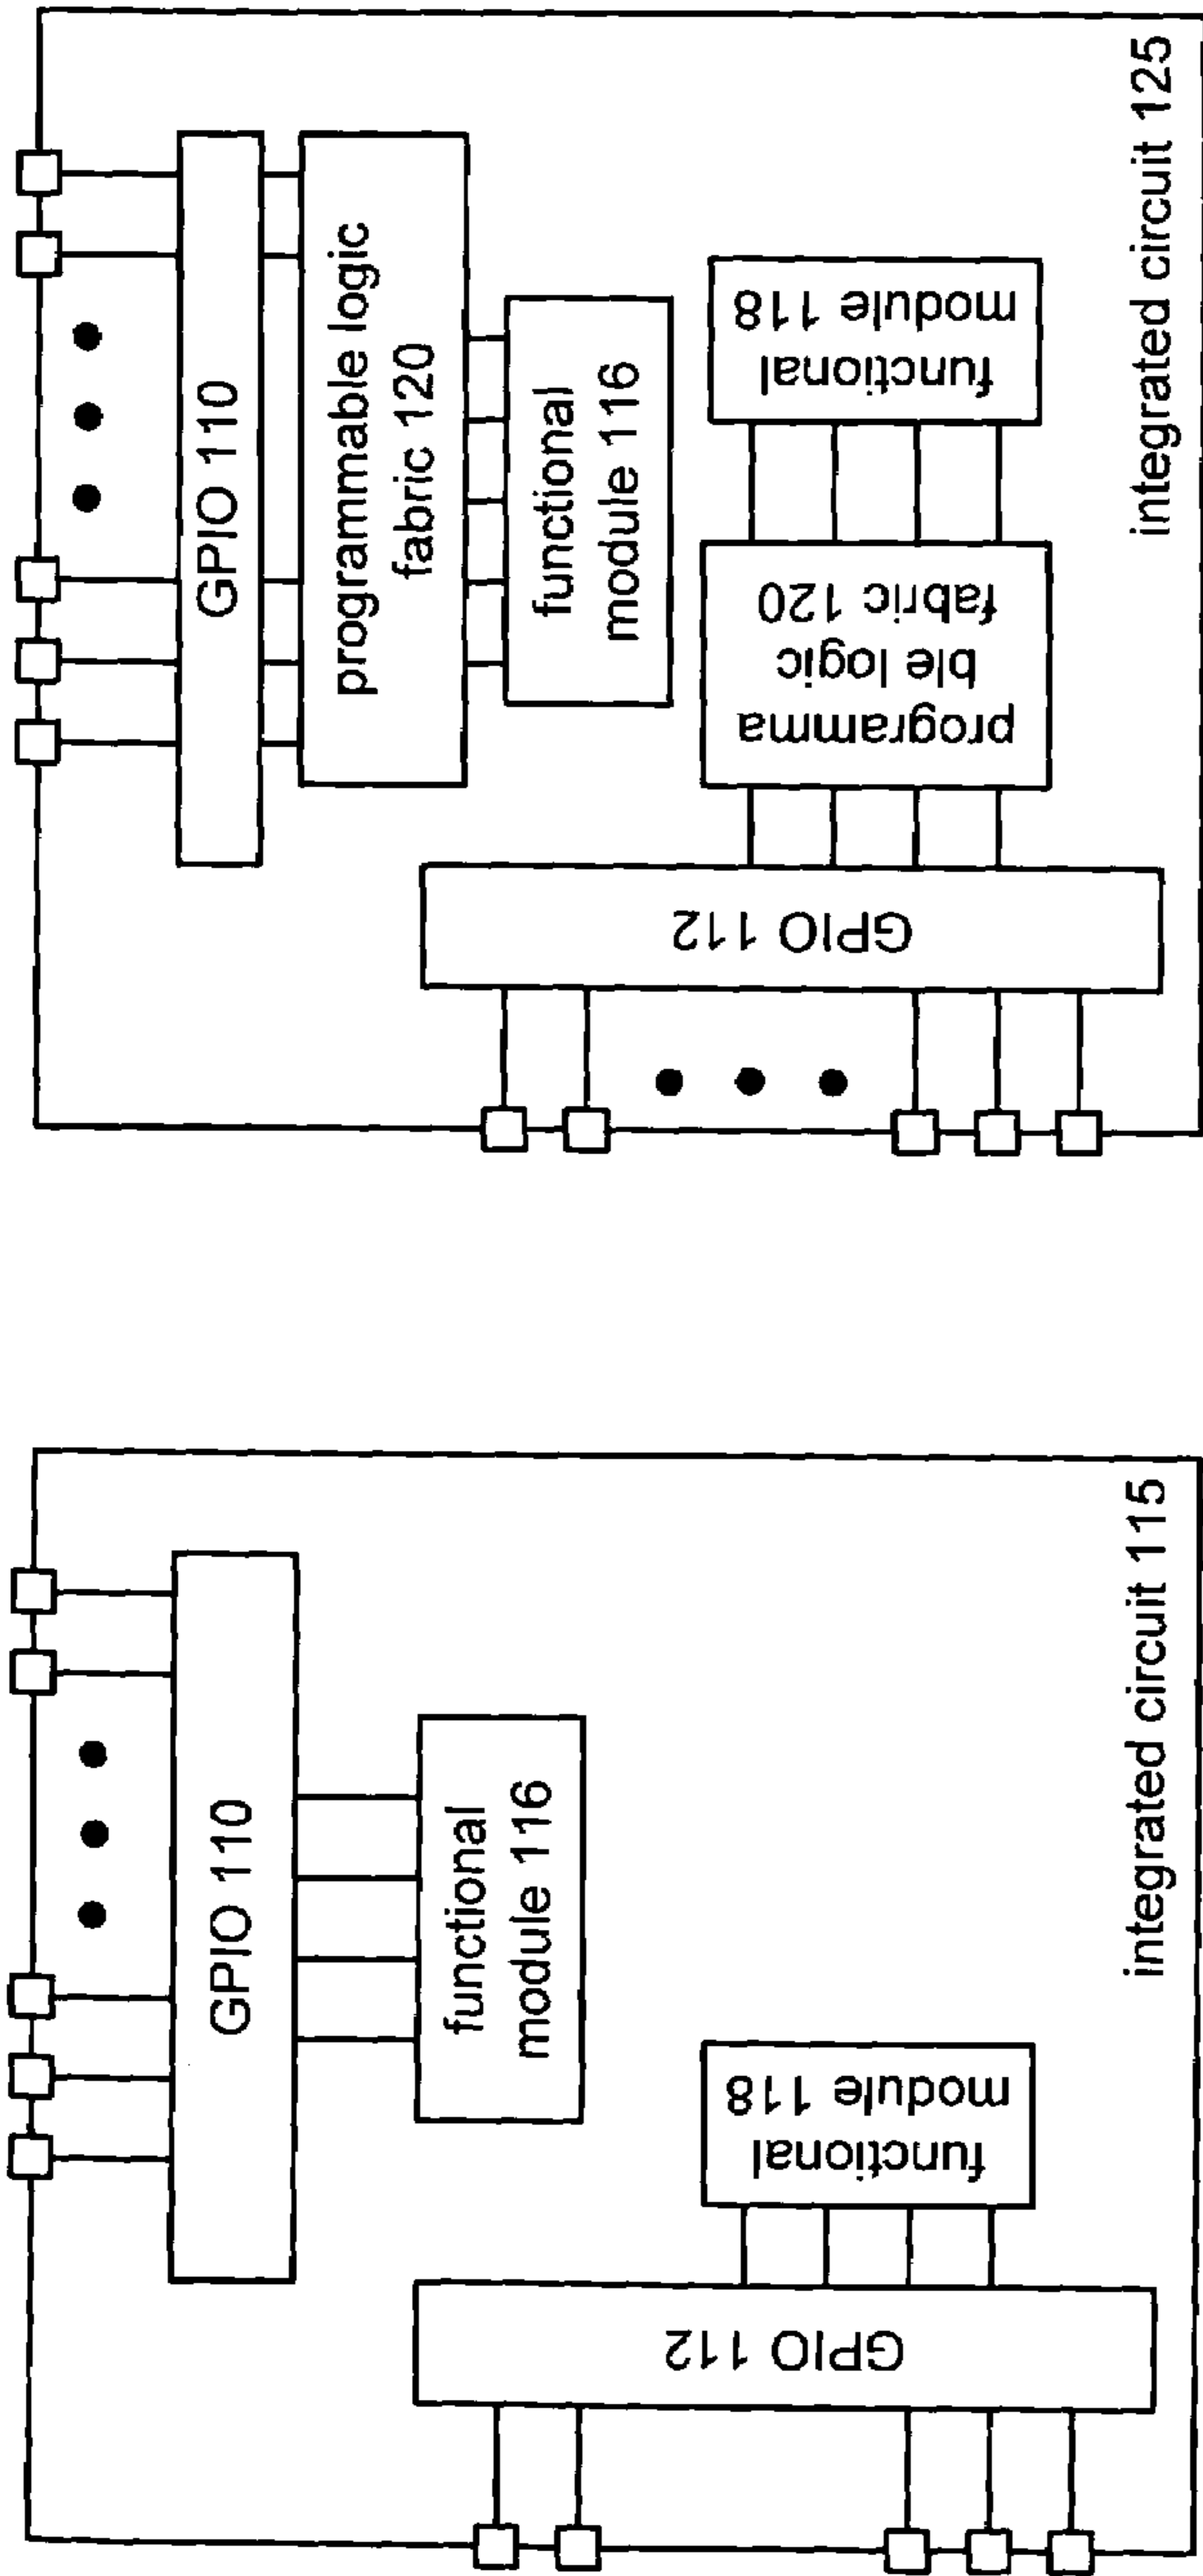 GPIO 110
programmable logic
fabric 120
functional
module 116
functional
module 118
programma
ble logic
fabric 120
GPIO 112
integrated circuit 125
GPIO 110
functional
module 116
functional
module 118
GPIO 112
integrated circuit 115